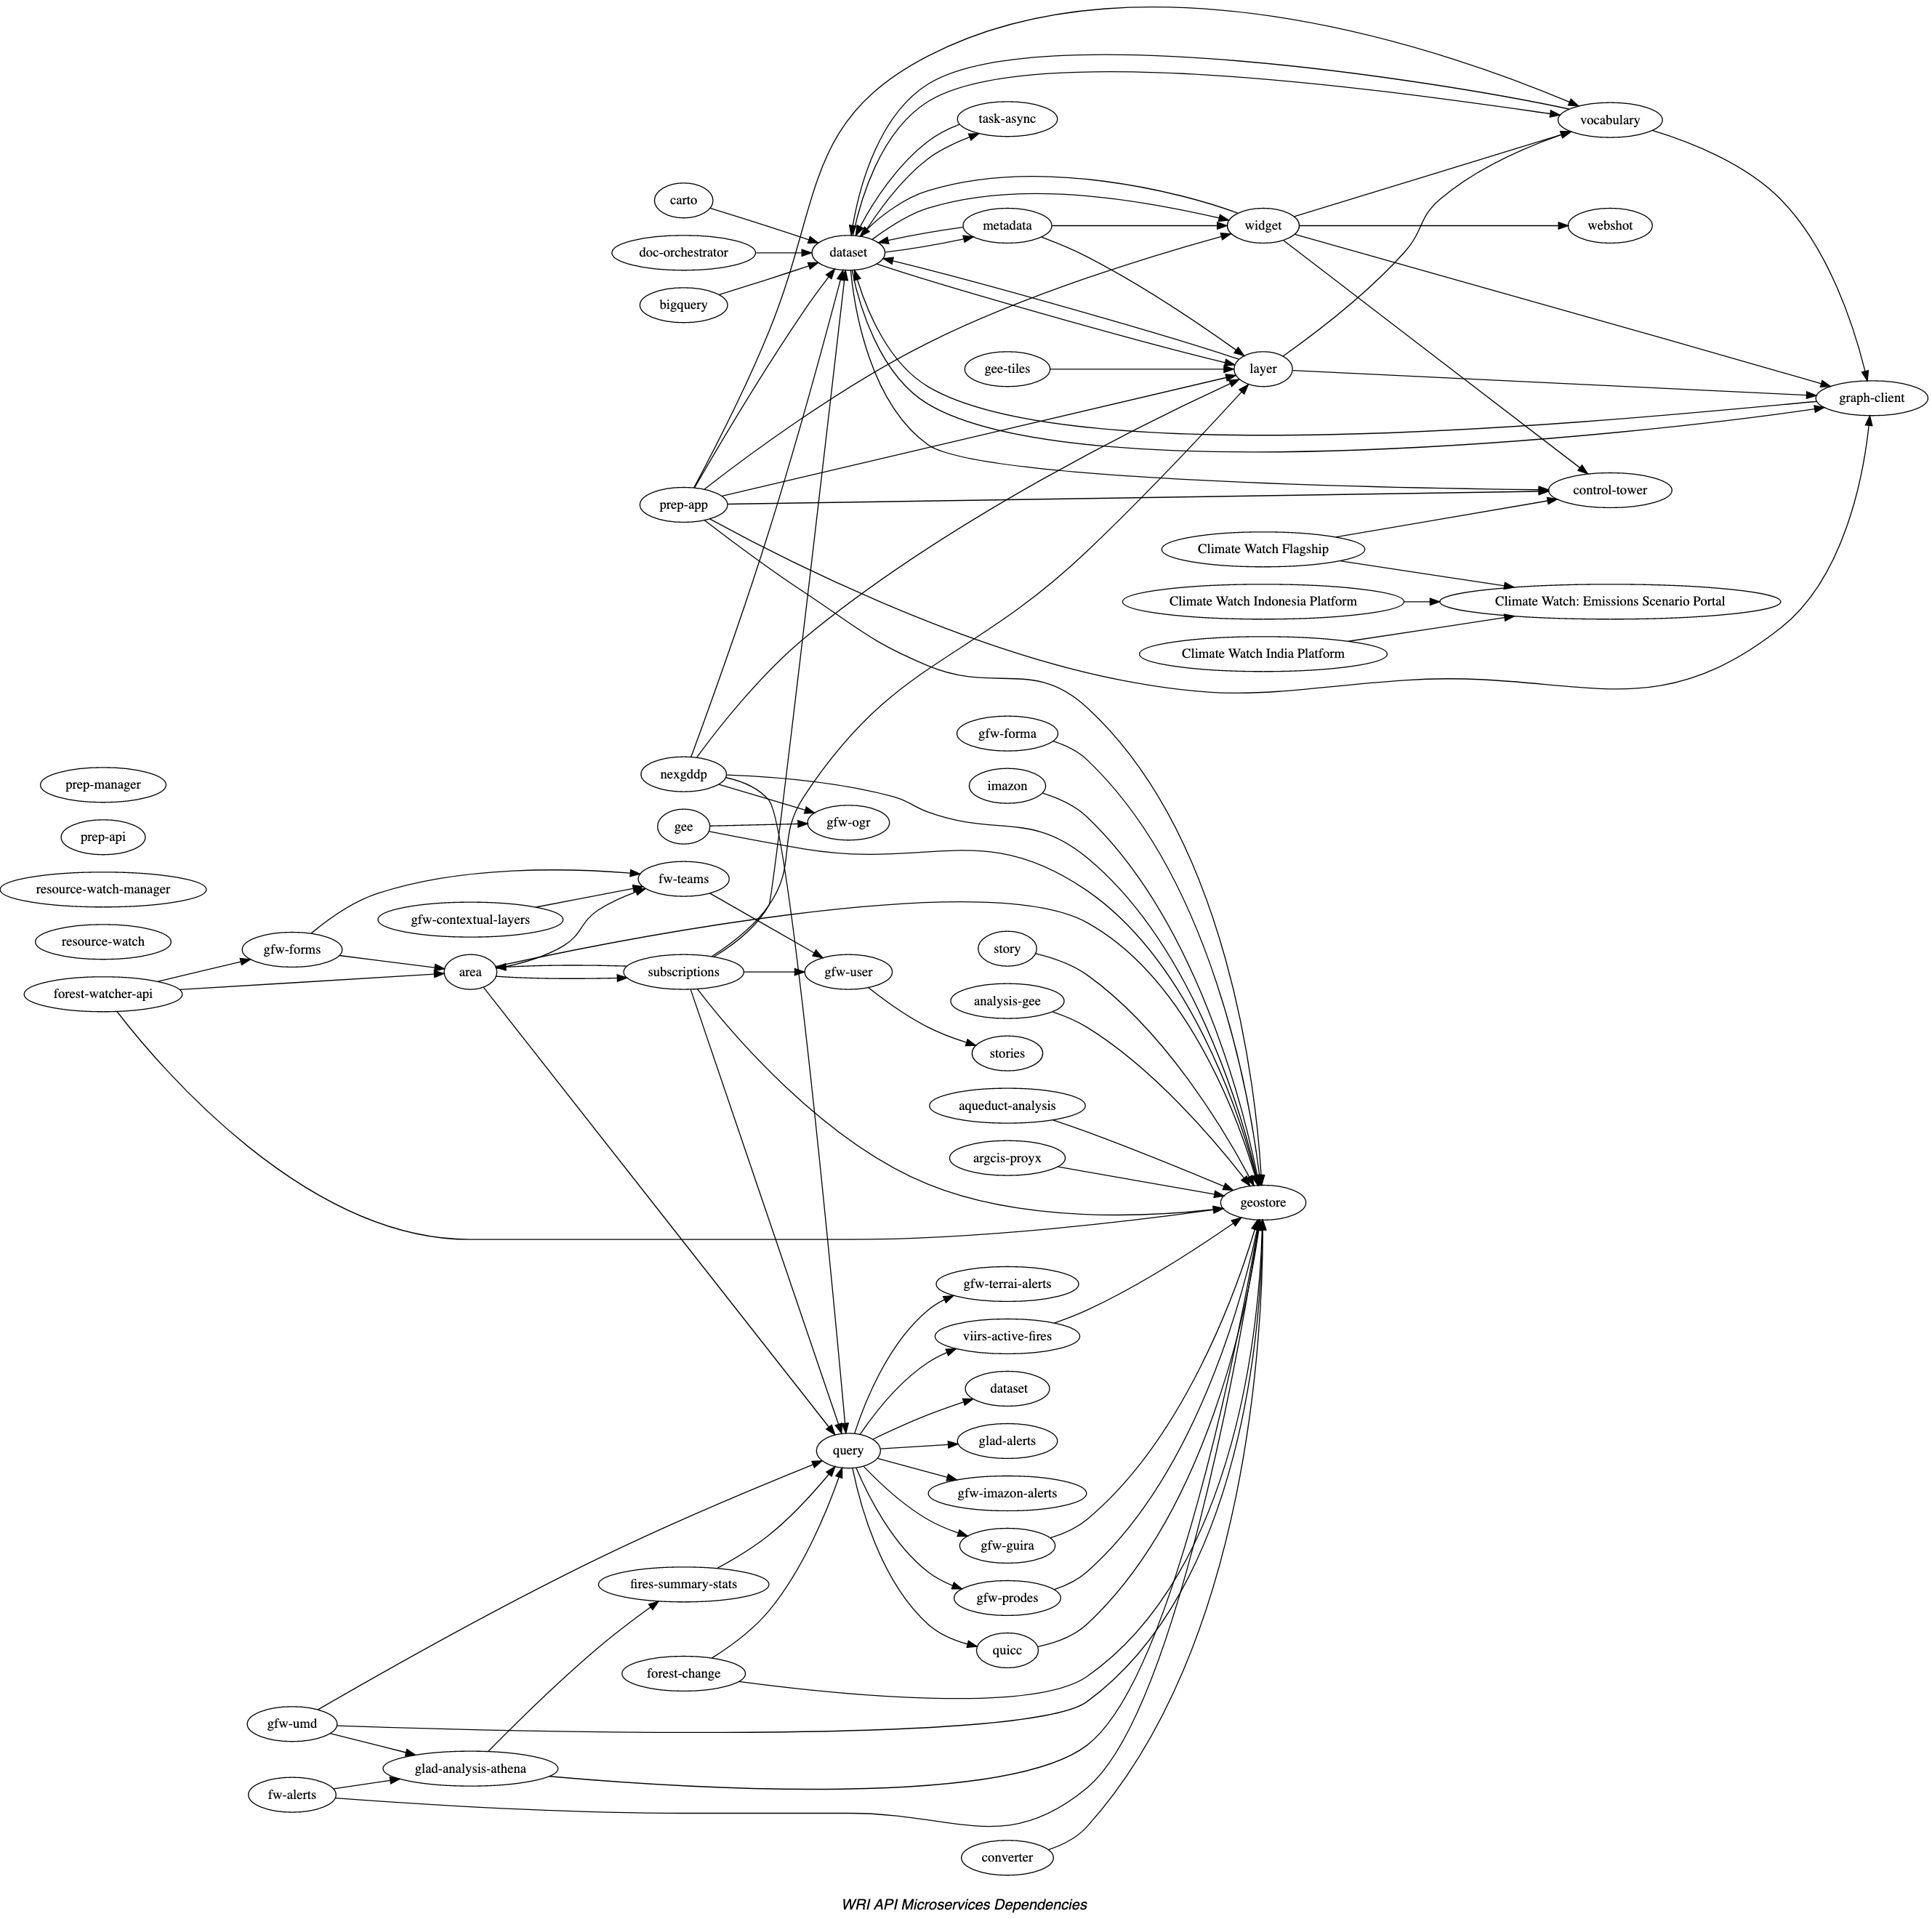 task-async
vocabulary
carto
metadata
widget
webshot
doc-orchestrator
dataset
bigquery
gee-tiles
layer
graph-client
prep-app
control-tower
Climate Watch Flagship
Climate Watch Indonesia Platform
Climate Watch: Emissions Scenario Portal
Climate Watch India Platform
gfw-forma
nexgddp
prep-manager
imazon
gee
gfw-ogr
prep-api
fw-teams
resource-watch-manager
gfw-contextual-layers
resource-watch
gfw-forms
story
area
subscriptions
gfw-user
forest-watcher-api
analysis-gee
stories
aqueduct-analysis
argcis-proyx
geostore
gfw-terrai-alerts
viirs-active-fires
dataset
glad-alerts
query
gfw-imazon-alerts
gfw-guira
fires-summary-stats
gfw-prodes
quicc
forest-change
gfw-umd
glad-analysis-athena
fw-alerts
converter
WRI API Microservices Dependencies